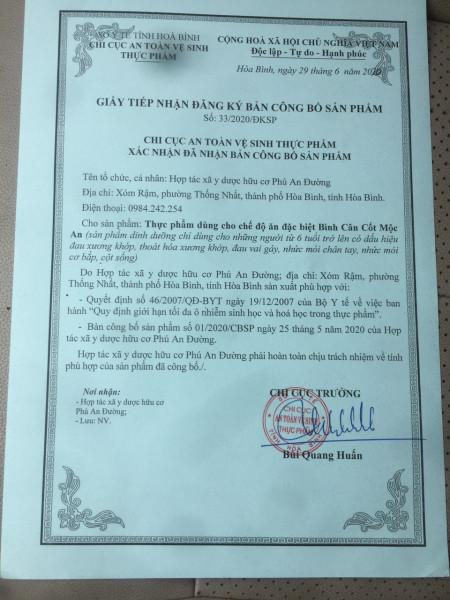 SỞ Y TẾ TỈNH HOÀ BÌNH
CHI CỤC AN TOÀN VỆ SINH
THỰC PHẨM
CỘNG HOÀ XÃ HỘI CHỦ NGHĨA VIỆT NAM
Độc lập - Tự do - Hạnh phúc
Hòa Bình, ngày 29 tháng 6 năm 2020
GIẤY TIẾP NHẬN ĐĂNG KÝ BẢN CÔNG BỐ SẢN PHẨM
Số: 33/2020/ĐKSP
CHI CỤC AN TOÀN VỆ SINH THỰC PHẨM
XÁC NHẬN ĐÃ NHẬN BẢN CÔNG BỐ SẢN PHẨM
Tên tổ chức, cá nhân: Hợp tác xã y dược hữu cơ Phú An Đường
Địa chỉ: Xóm Rậm, phường Thống Nhất, thành phố Hòa Bình, tỉnh Hòa Bình.
Điện thoại: 0984.242.254
Cho sản phẩm: Thực phẩm dùng cho chế độ ăn đặc biệt Bình Cân Cốt Mộc
An (sản phẩm dinh dưỡng chỉ dùng cho những người từ 6 tuổi trở lên có dấu hiệu
đau xương khớp, thoát hóa xương khớp, đau vai gáy, nhức mỏi chân tay, nhức mỏi
cơ bắp, cột sống)
Do Hợp tác xã y dược hữu cơ Phú An Đường; địa chỉ: Xóm Rậm, phường
Thống Nhất, thành phố Hòa Bình, tỉnh Hòa Bình sản xuất phù hợp với:
- Quyết định số 46/2007/QĐ-BYT ngày 19/12/2007 của Bộ Y tế về việc ban
hành “Quy định giới hạn tối đa ô nhiễm sinh học và hoá học trong thực phẩm”.
- Bản công bố sản phẩm số 01/2020/CBSP ngày 25 tháng 5 năm 2020 của Hợp
tác xã y dược hữu cơ Phú An Đường.
Hợp tác xã y dược hữu cơ Phú An Đường phải hoàn toàn chịu trách nhiệm về tính
phù hợp của sản phẩm đã công bố./.
Nơi nhận:
- Hợp tác xã y dược hữu cơ
Phú An Đường;
- Lưu: NV.
CHI CỤC TRƯỞNG
CHI CỤC
AN TOÀN VỆ SINH
THỰC PHẨM
Bùi Quang Huấn